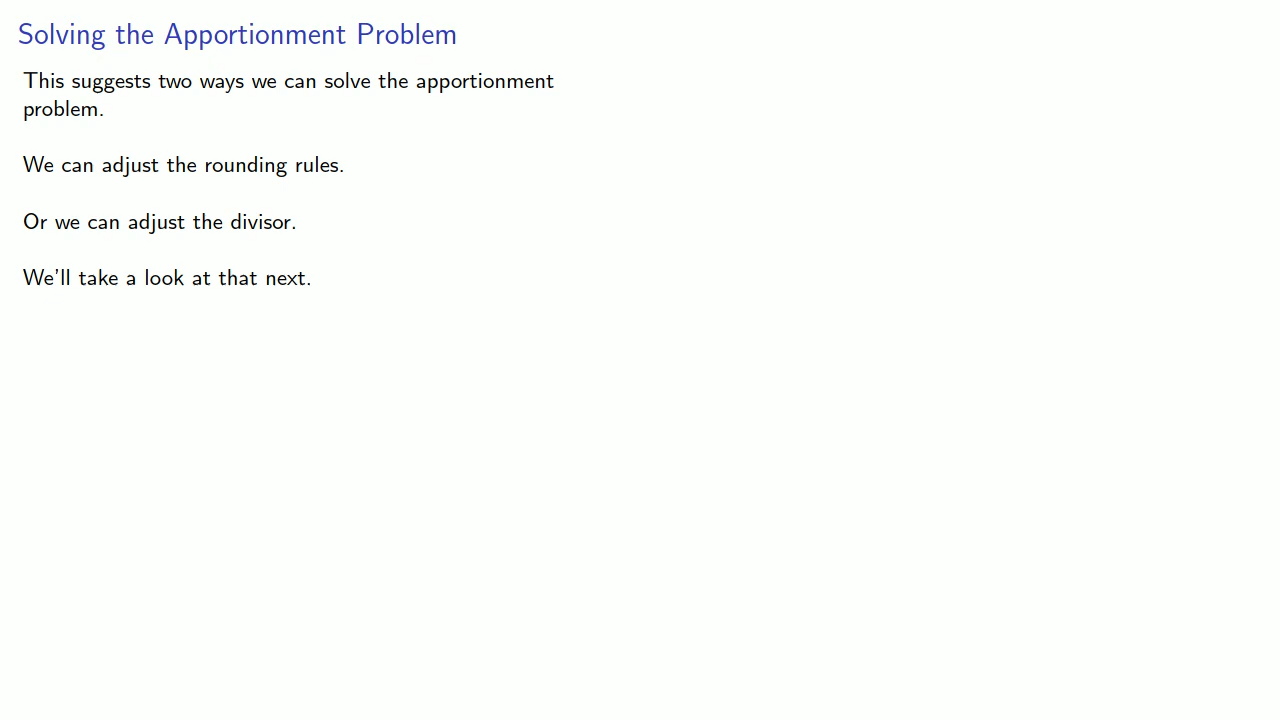 Solving the Apportionment Problem
This suggests two ways we can solve the apportionment
problem.
We can adjust the rounding rules.
Or we can adjust the divisor.
We'll take a look at that next.